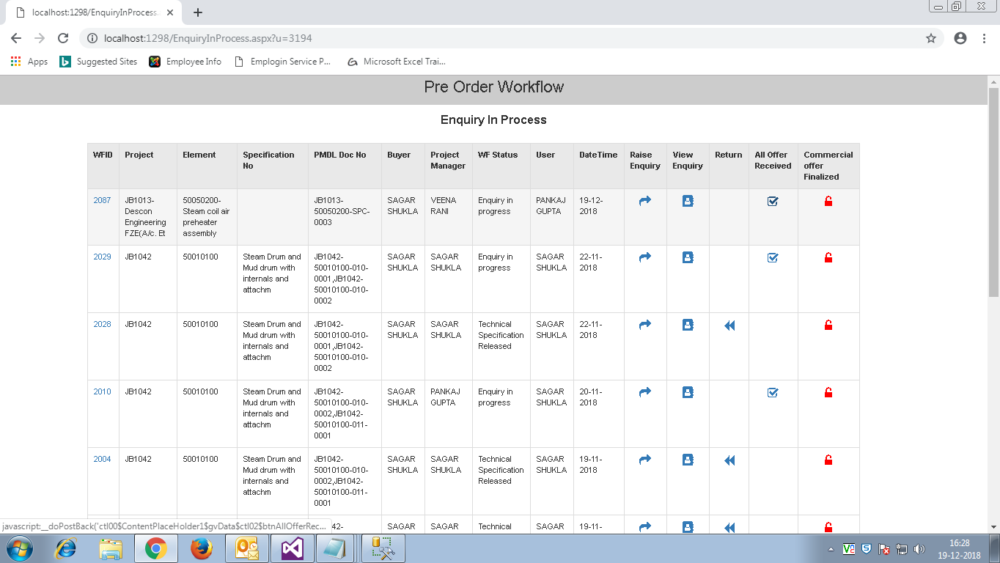 localhost:1298/EnquiryInProcess.
localhost:1298/EnquiryInProcess.aspx?u=3194
Apps Suggested Sites Employee Info Emplogin Service P... Microsoft Excel Trai...
Pre Order Workflow
Enquiry In Process
WFID Project Element Specification PMDL Doc No Buyer Project WF Status User DateTime Raise View Return All Offer Commercial
No Manager Enquiry Enquiry Received offer
Finalized
2087 JB1013- 50050200- JB1013- SAGAR VEENA Enquiry in PANKAJ 19-12-
Descon Steam coil air 50050200-SPC- SHUKLA RANI progress GUPTA 2018
Engineering preheater 0003
FZE(A/c. Et assembly
2029 JB1042 50010100 Steam Drum and JB1042- SAGAR SAGAR Enquiry in SAGAR 22-11-
Mud drum with 50010100-010- SHUKLA SHUKLA progress SHUKLA 2018
internals and 0001,JB1042-
attachm 50010100-010-
0002
2028 JB1042 50010100 Steam Drum and JB1042- SAGAR SAGAR Technical SAGAR 22-11-
Mud drum with 50010100-010- SHUKLA SHUKLA Specification SHUKLA 2018
internals and 0001,JB1042- Released
attachm 50010100-010-
0002
2010 JB1042 50010100 Steam Drum and JB1042- SAGAR PANKAJ Enquiry in SAGAR 20-11-
Mud drum with 50010100-010- SHUKLA GUPTA progress SHUKLA 2018
internals and 0002,JB1042-
attachm 50010100-011-
0001
2004 JB1042 50010100 Steam Drum and JB1042- SAGAR SAGAR Technical SAGAR 19-11-
Mud drum with 50010100-010- SHUKLA SHUKLA Specification SHUKLA 2018
internals and 0002,JB1042- Released
attachm 50010100-011-
0001
javascript:__doPostBack('ctl00$ContentPlaceHolder1$gvData$ctl02$btnAllOfferRec... 42- SAGAR SAGAR Technical SAGAR 19-11-
16:28
19-12-2018